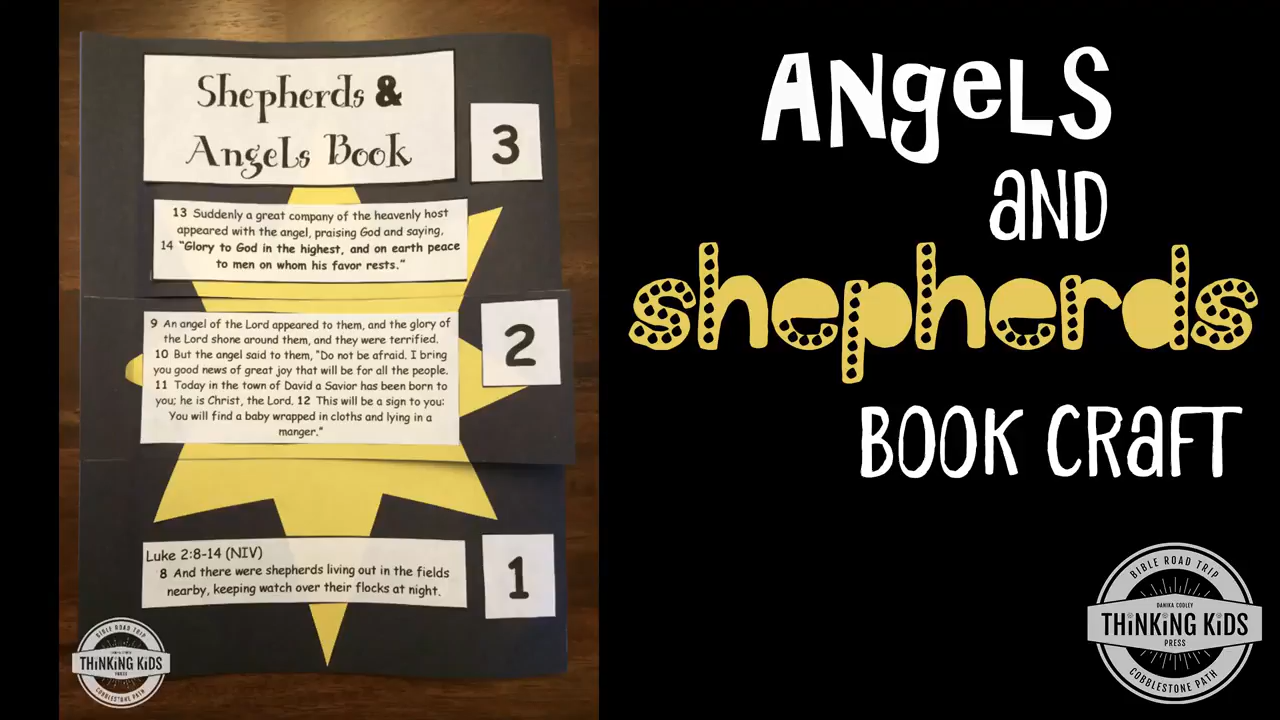 Shepherds &
Angels Book
3
13 Suddenly a great company of the heavenly host
appeared with the angel, praising God and saying,
14 "Glory to God in the highest, and on earth peace
to men on whom his favor rests."
2
9 An angel of the Lord appeared to them, and the glory of
the Lord shone around them, and they were terrified.
10 But the angel said to them, "Do not be afraid. I bring
you good news of great joy that will be for all the people.
11 Today in the town of David a Savior has been born to
you; he is Christ, the Lord. 12 This will be a sign to you:
You will find a baby wrapped in cloths and lying in a
manger."
Luke 2:8-14 (NIV)
8 And there were shepherds living out in the fields
nearby, keeping watch over their flocks at night.
1
BIBLE ROAD TRIP
THiNKiNG KiDS
PRESS
COBBLESTONE PATH
ANgeLS
aND
shepherds
BOOK CRaFT
BIBLE ROAD TRIP
DANIKA COOLEY
THiNKiNG KiDS
PRESS
COBBLESTONE PATH